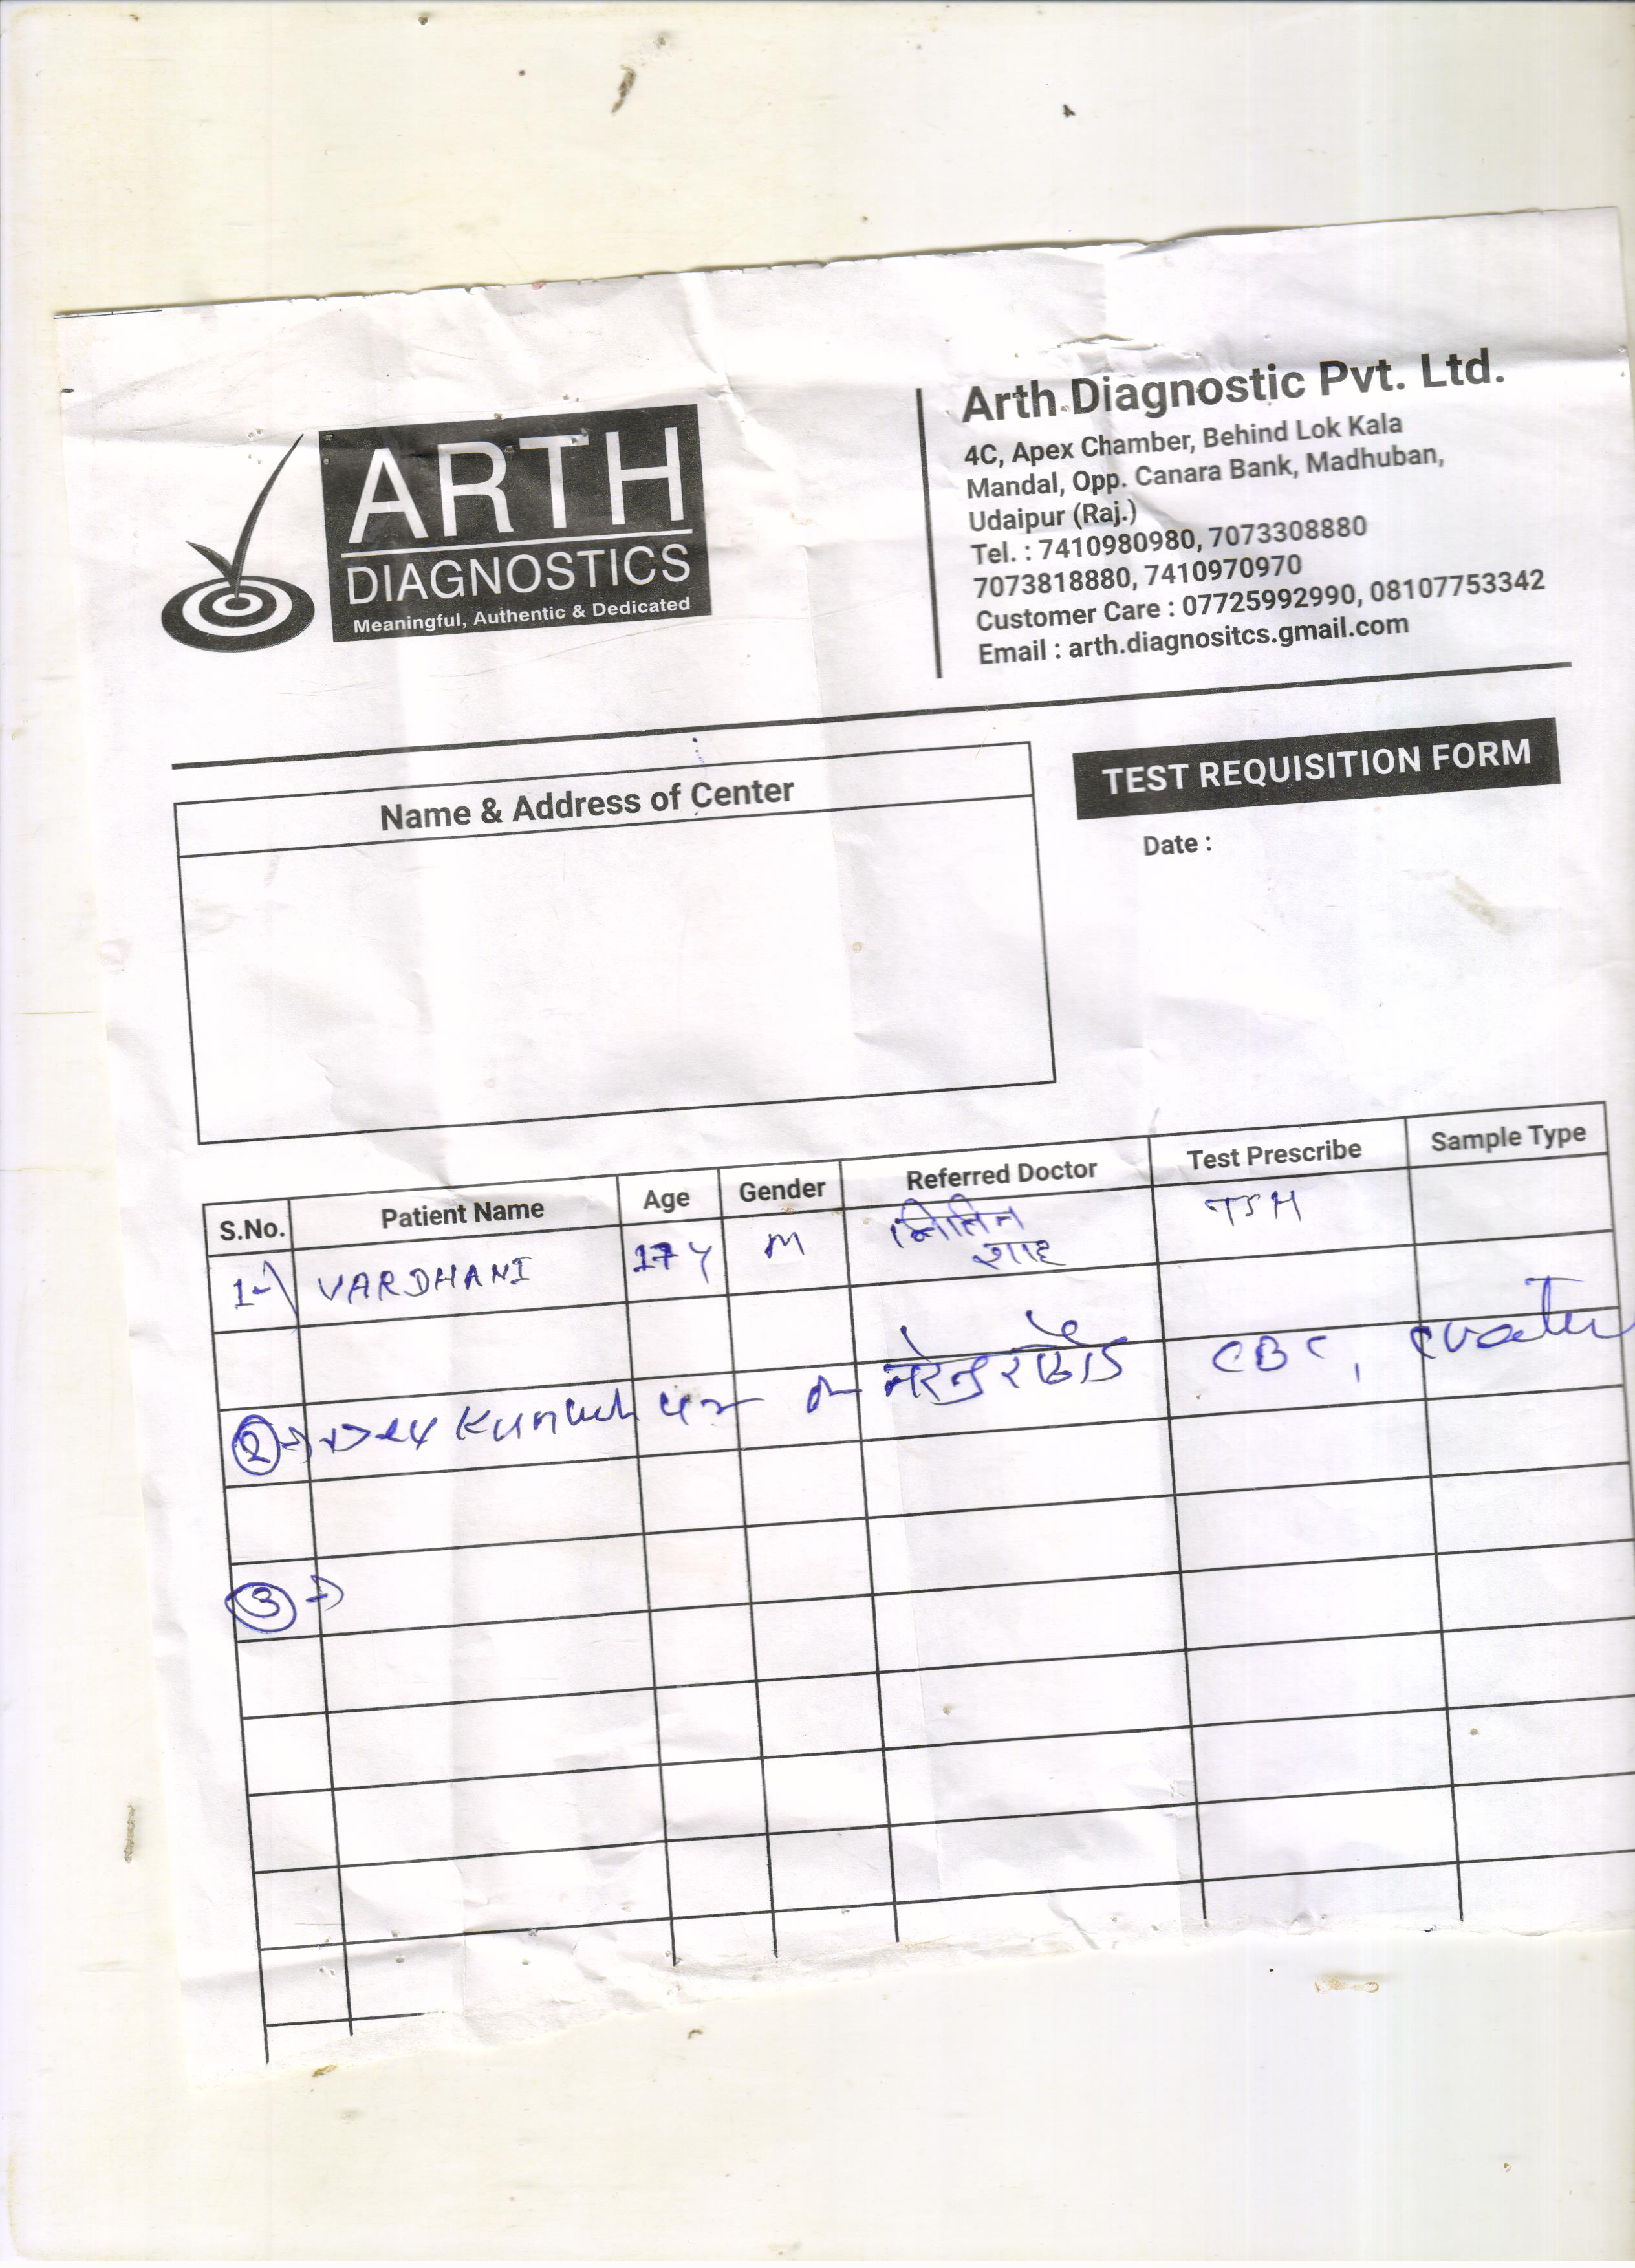 ARTH
DIAGNOSTICS
Meaningful, Authentic & Dedicated
Arth Diagnostic Pvt. Ltd.
4C, Apex Chamber, Behind Lok Kala
Mandal, Opp. Canara Bank, Madhuban,
Udaipur (Raj.)
Tel. : 7410980980, 7073308880
7073818880, 7410970970
Customer Care : 07725992990, 08107753342
Email : arth.diagnositcs.gmail.com
Name & Address of Center
TEST REQUISITION FORM
Date :
S.No. Patient Name Age Gender Referred Doctor Test Prescribe Sample Type
1 VARDHANI 17 Y M नितिन शाह TSH
2 CBC,
3